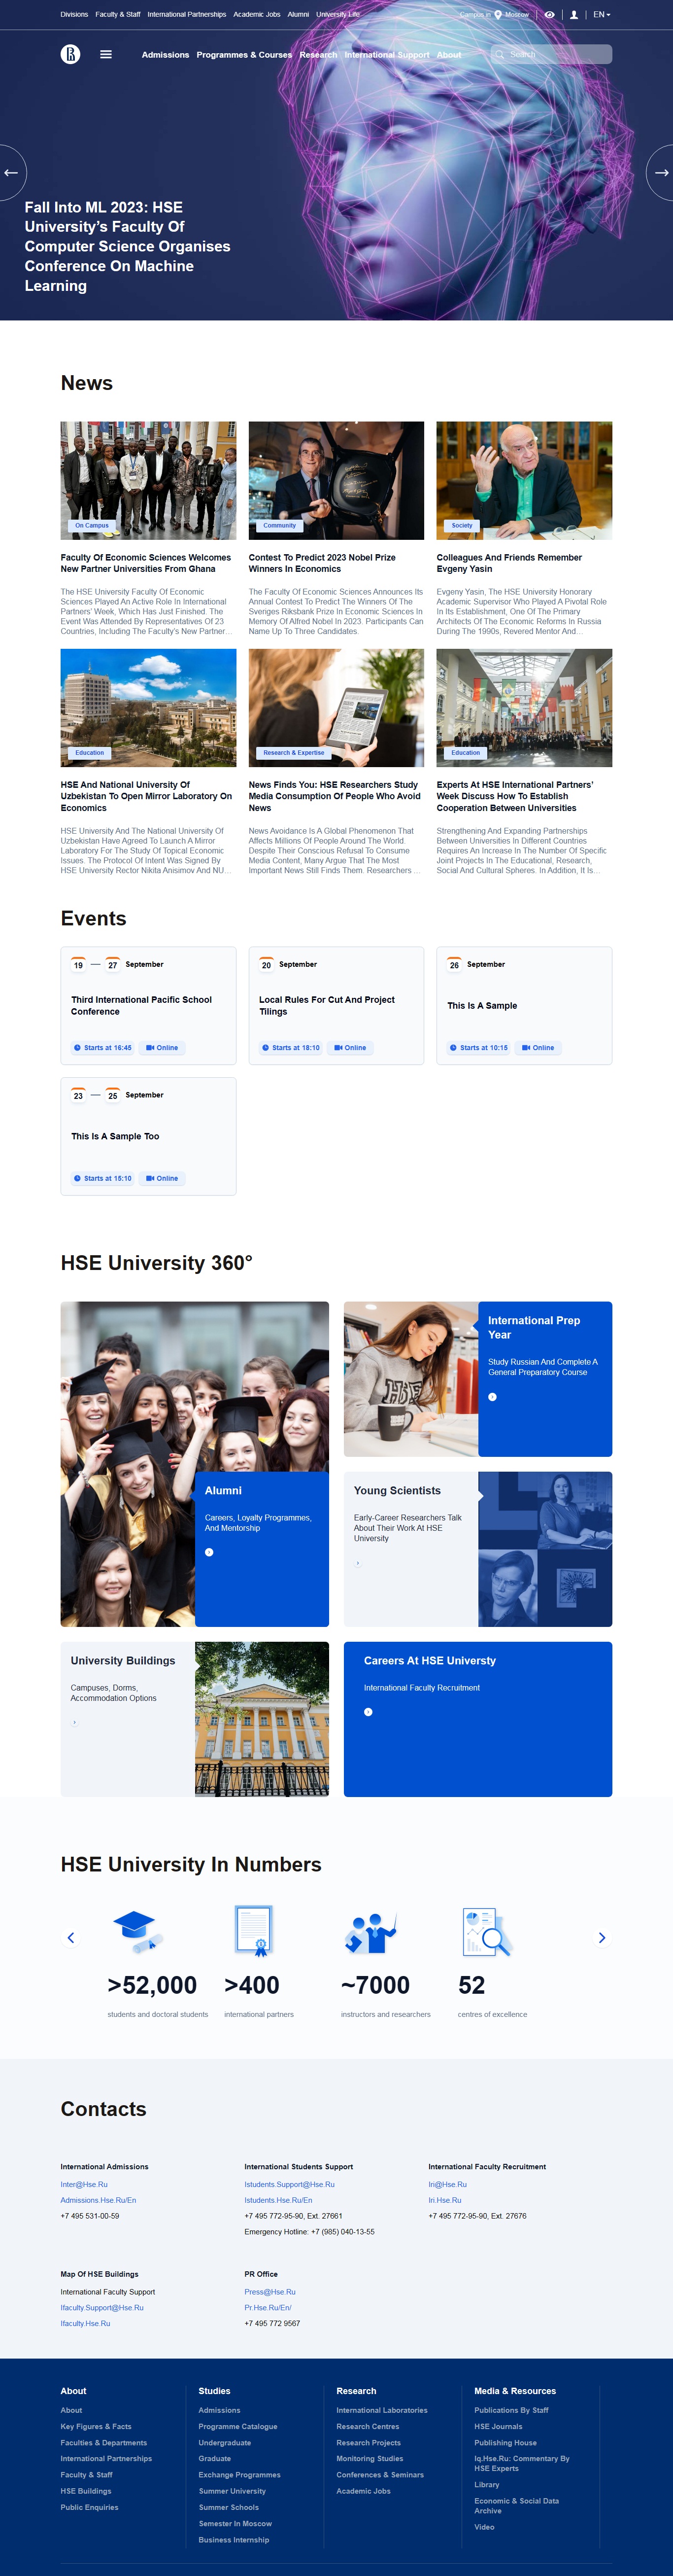 Divisions Faculty & Staff International Partnerships Academic Jobs Alumni University Life Campus in Moscow EN
Admissions Programmes & Courses Research International Support About Search
Fall Into ML 2023: HSE
University's Faculty Of
Computer Science Organises
Conference On Machine
Learning
News
On Campus
Faculty Of Economic Sciences Welcomes
New Partner Universities From Ghana
The HSE University Faculty Of Economic
Sciences Played An Active Role In International
Partners' Week, Which Has Just Finished. The
Event Was Attended By Representatives Of 23
Countries, Including The Faculty's New Partner...
Community
Contest To Predict 2023 Nobel Prize
Winners In Economics
The Faculty Of Economic Sciences Announces Its
Annual Contest To Predict The Winners Of The
Sveriges Riksbank Prize In Economic Sciences In
Memory Of Alfred Nobel In 2023. Participants Can
Name Up To Three Candidates
Society
Colleagues And Friends Remember
Evgeny Yasin
Evgeny Yasin, The HSE University Honorary
Academic Supervisor Who Played A Pivotal Role
In Its Establishment, One Of The Primary
Architects Of The Economic Reforms In Russia
During The 1990s, Revered Mentor And...
Education
HSE And National University Of
Uzbekistan To Open Mirror Laboratory On
Economics
HSE University And The National University Of
Uzbekistan Have Agreed To Launch A Mirror
Laboratory For The Study Of Topical Economic
Issues. The Protocol Of Intent Was Signed By
HSE University Rector Nikita Anisimov And NU...
Research & Expertise
News Finds You: HSE Researchers Study
Media Consumption Of People Who Avoid
News
News Avoidance Is A Global Phenomenon That
Affects Millions Of People Around The World.
Despite Their Conscious Refusal To Consume
Media Content, Many Argue That The Most
Important News Still Finds Them. Researchers ...
Education
Experts At HSE International Partners'
Week Discuss How To Establish
Cooperation Between Universities
Strengthening And Expanding Partnerships
Between Universities In Different Countries
Requires An Increase In The Number Of Specific
Joint Projects In The Educational, Research,
Social And Cultural Spheres. In Addition, It Is...
Events
19 — 27 September
Third International Pacific School
Conference
Starts at 16:45 Online
20 September
Local Rules For Cut And Project
Tilings
Starts at 18:10 Online
26 September
This Is A Sample
Starts at 10:15 Online
23 — 25 September
This Is A Sample Too
Starts at 15:10 Online
HSE University 360°
Alumni
Careers, Loyalty Programmes,
And Mentorship
International Prep
Year
Study Russian And Complete A
General Preparatory Course
Young Scientists
Early-Career Researchers Talk
About Their Work At HSE
University
University Buildings
Campuses, Dorms,
Accommodation Options
Careers At HSE Universty
International Faculty Recruitment
HSE University In Numbers
>52,000
students and doctoral students
>400
international partners
~7000
instructors and researchers
52
centres of excellence
Contacts
International Admissions
Inter@Hse.Ru
Admissions.Hse.Ru/En
+7 495 531-00-59
International Students Support
Istudents.Support@Hse.Ru
Istudents.Hse.Ru/En
+7 495 772-95-90, Ext. 27661
Emergency Hotline: +7 (985) 040-13-55
International Faculty Recruitment
Iri@Hse.Ru
Iri.Hse.Ru
+7 495 772-95-90, Ext. 27676
Map Of HSE Buildings
International Faculty Support
Ifaculty.Support@Hse.Ru
Ifaculty.Hse.Ru
PR Office
Press@Hse.Ru
Pr.Hse.Ru/En/
+7 495 772 9567
About
About
Key Figures & Facts
Faculties & Departments
International Partnerships
Faculty & Staff
HSE Buildings
Public Enquiries
Studies
Admissions
Programme Catalogue
Undergraduate
Graduate
Exchange Programmes
Summer University
Summer Schools
Semester In Moscow
Business Internship
Research
International Laboratories
Research Centres
Research Projects
Monitoring Studies
Conferences & Seminars
Academic Jobs
Media & Resources
Publications By Staff
HSE Journals
Publishing House
Iq.Hse.Ru: Commentary By
HSE Experts
Library
Economic & Social Data
Archive
Video